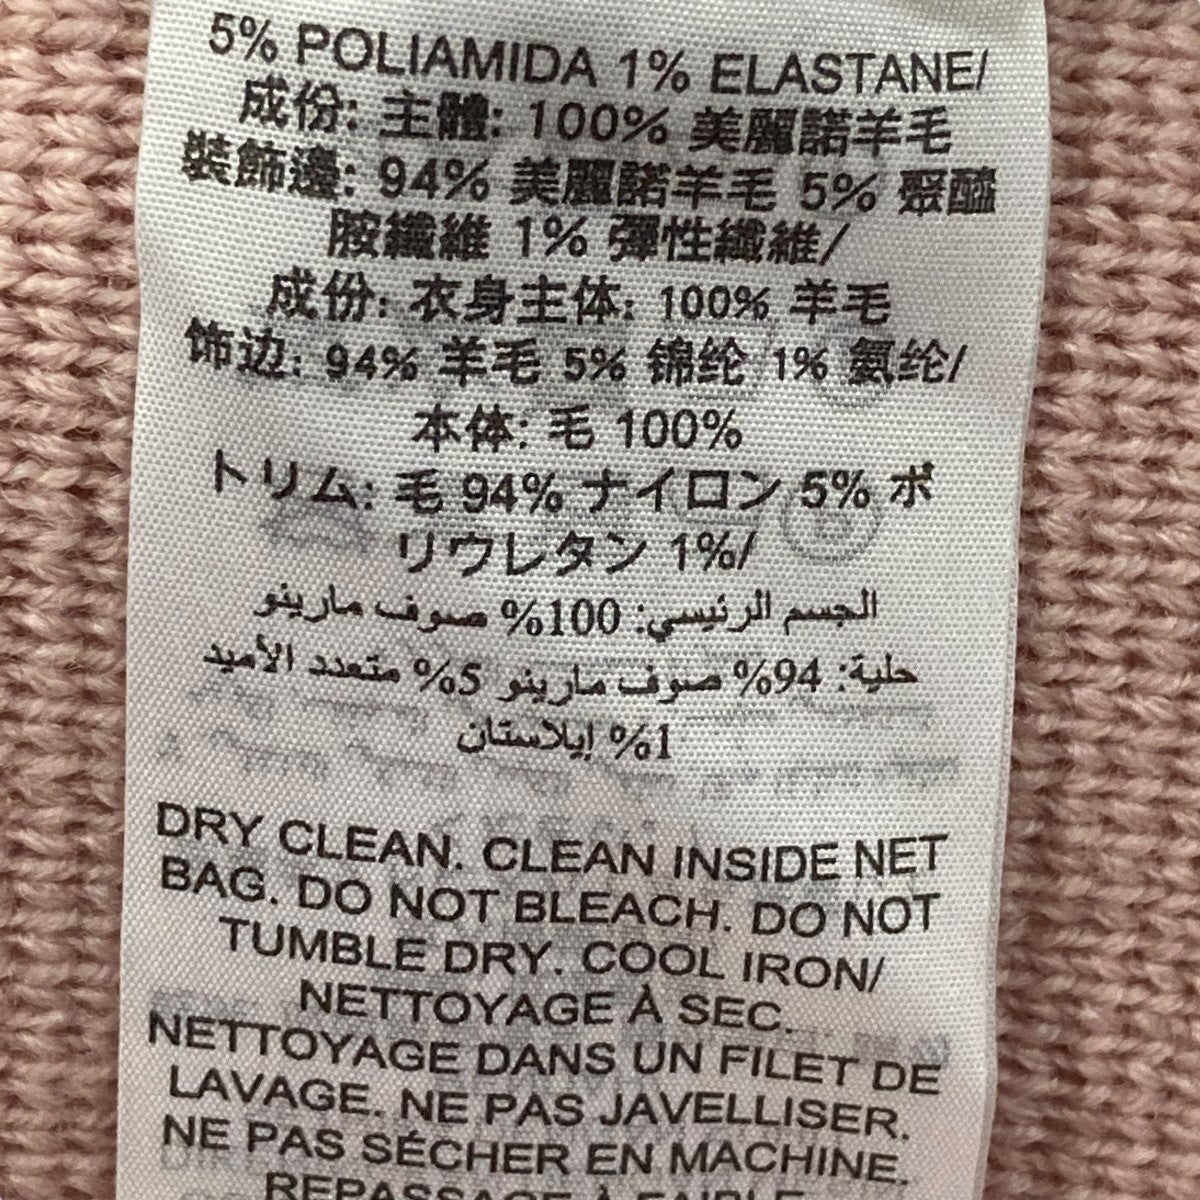 5% POLIAMIDA 1% ELASTANE/
成份: 主體: 100% 美麗諾羊毛
裝飾邊: 94% 美麗諾羊毛 5% 聚醯
胺纖維 1% 彈性纖維/
成份: 衣身主体: 100% 羊毛
饰边: 94% 羊毛 5% 锦纶 1% 氨纶/
本体: 毛 100%
トリム: 毛 94% ナイロン 5% ポ
リウレタン 1%/
الجسم الرئيسي: 100% صوف مارينو
حلية: 94% صوف مارينو 5% متعدد الأميد
1% إيلاستان
DRY CLEAN. CLEAN INSIDE NET
BAG. DO NOT BLEACH. DO NOT
TUMBLE DRY. COOL IRON/
NETTOYAGE À SEC.
NETTOYAGE DANS UN FILET DE
LAVAGE. NE PAS JAVELLISER.
NE PAS SÉCHER EN MACHINE.
REPASSAGE À FAIBLE